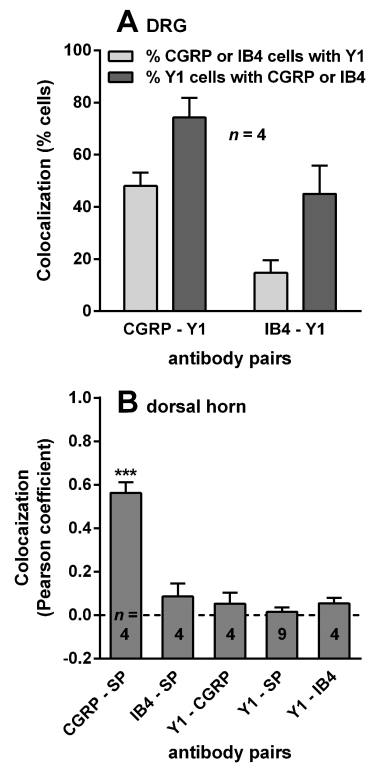 A DRG
100
80
60
40
20
0
Colocalization (% cells)
% CGRP or IB4 cells with Y1
% Y1 cells with CGRP or IB4
n = 4
CGRP - Y1 IB4 - Y1
antibody pairs
B dorsal horn
1.0
0.8
0.6
0.4
0.2
0.0
-0.2
Colocaization
(Pearson coefficient)
***
n =
4 4 4 9 4
CGRP - SP
IB4 - SP
Y1 - CGRP
Y1 - SP
Y1 - IB4
antibody pairs